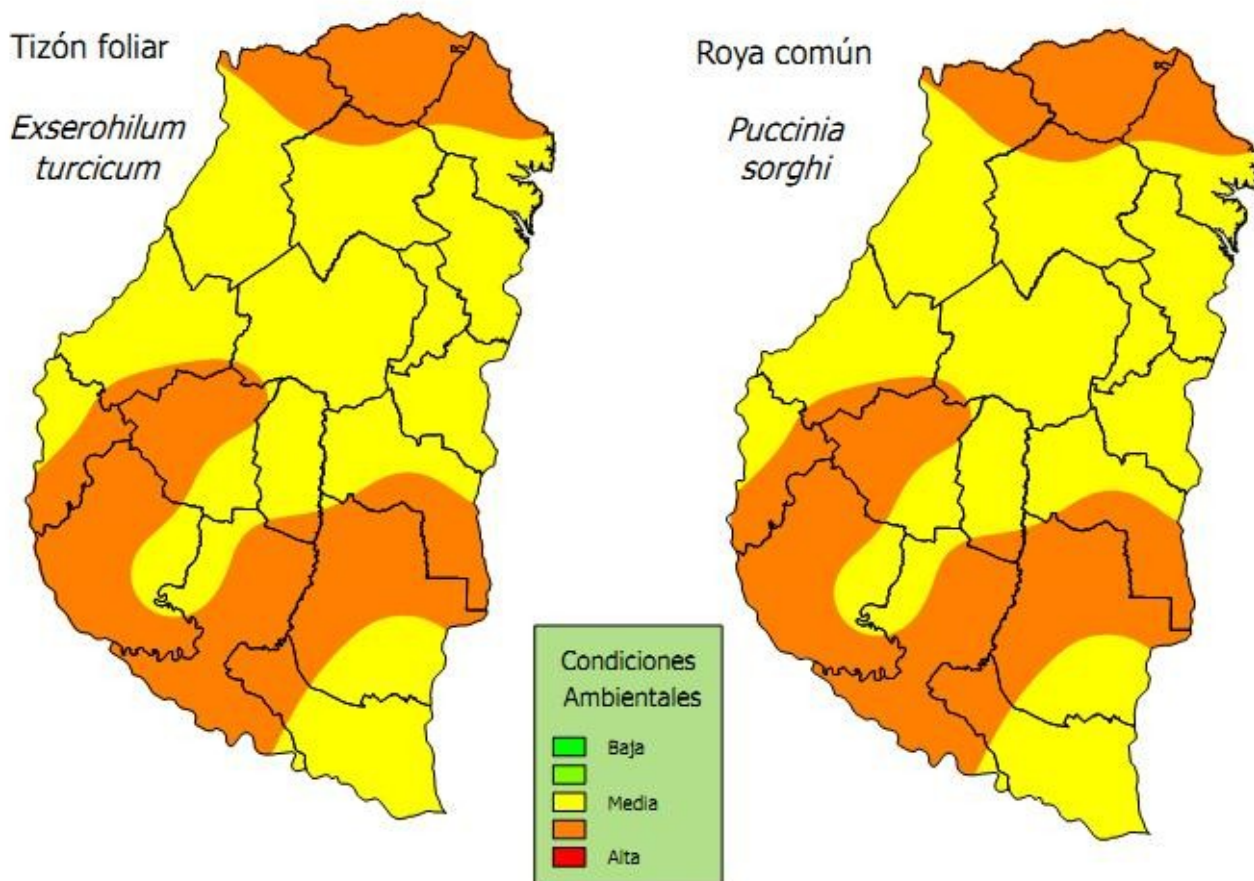 Tizón foliar
Exserohilum
turcicum
Roya común
Puccinia
sorghi
Condiciones
Ambientales
Baja
Media
Alta